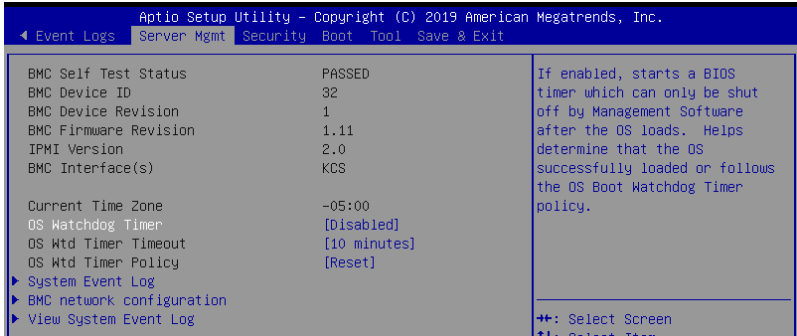 Aptio Setup Utility – Copyright (C) 2019 American Megatrends, Inc.
Event Logs Server Mgmt Security Boot Tool Save & Exit
BMC Self Test Status PASSED
BMC Device ID 32
BMC Device Revision 1
BMC Firmware Revision 1.11
IPMI Version 2.0
BMC Interface(s) KCS
Current Time Zone -05:00
OS Watchdog Timer [Disabled]
OS Wtd Timer Timeout [10 minutes]
OS Wtd Timer Policy [Reset]
System Event Log
BMC network configuration
View System Event Log
If enabled, starts a BIOS
timer which can only be shut
off by Management Software
after the OS loads. Helps
determine that the OS
successfully loaded or follows
the OS Boot Watchdog Timer
policy.
→←: Select Screen
↑↓: Select Item